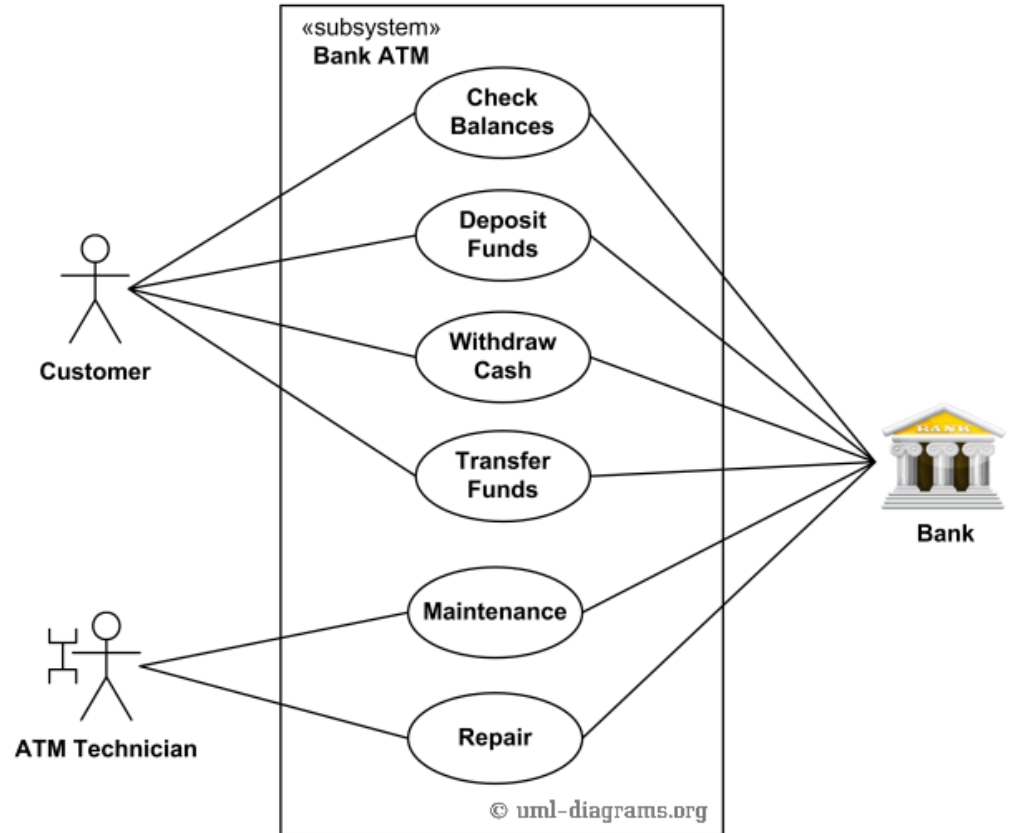 «subsystem»
Bank ATM
Check
Balances
Deposit
Funds
Customer
Withdraw
Cash
Transfer
Funds
BANK
Bank
Maintenance
ATM Technician
Repair
© uml-diagrams.org